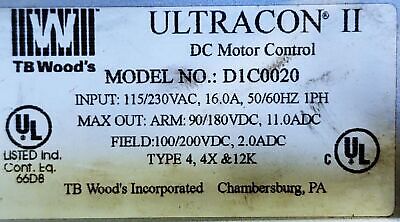 ULTRACON® II
DC Motor Control
TB Wood's
MODEL NO.: D1C0020
INPUT: 115/230VAC, 16.0A, 50/60HZ 1PH
MAX OUT: ARM: 90/180VDC, 11.0ADC
FIELD:100/200VDC, 2.0ADC
TYPE 4, 4X &12K
UL
LISTED Ind.
Cont. Eq.
66D8
C UL
TB Wood's Incorporated Chambersburg, PA